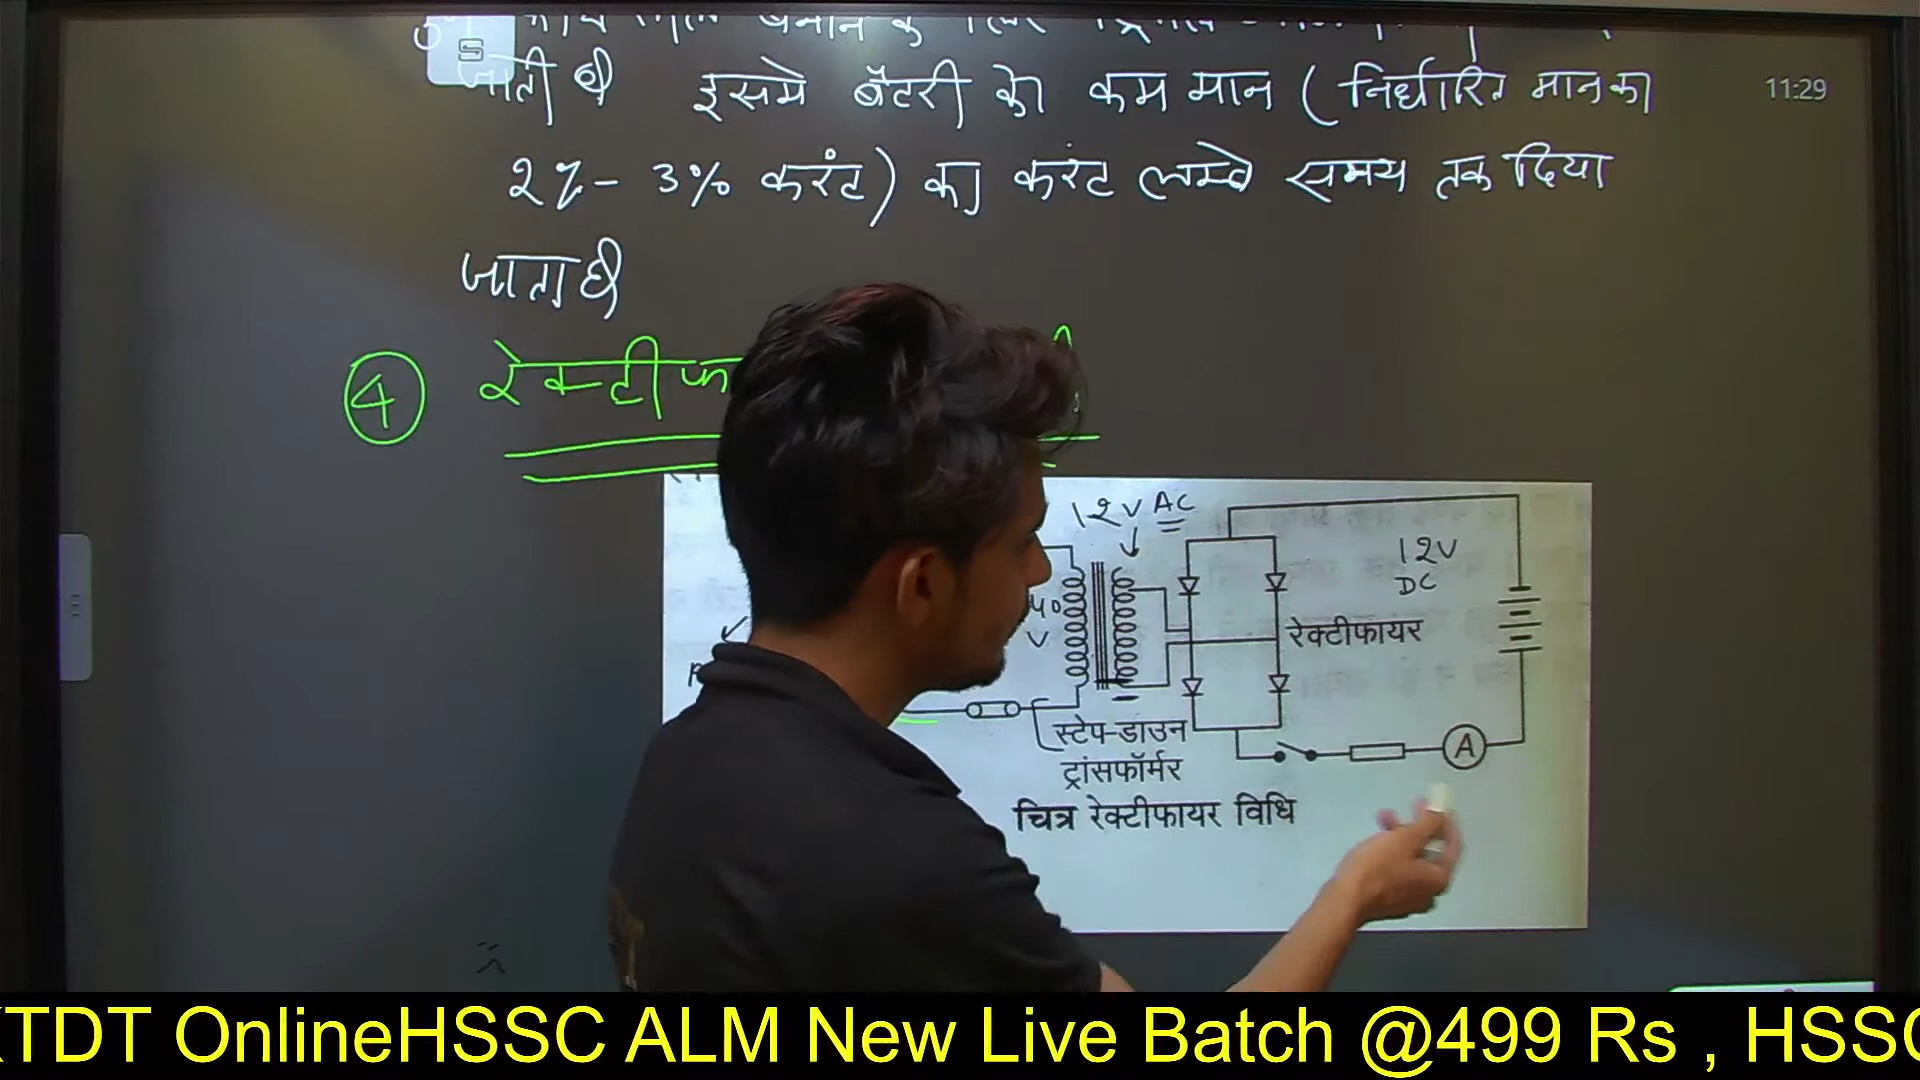 S
जाती है इसमे बैटरी को कम मान ( निर्धारित मान का
11:29
2% - 3% करंट) का करंट लम्बे समय तक दिया
जाता है
4
12V AC
12V
DC
40
V
रेक्टीफायर
स्टेप-डाउन
ट्रांसफॉर्मर
A
चित्र रेक्टीफायर विधि
TDT OnlineHSSC ALM New Live Batch @499 Rs , HSSC